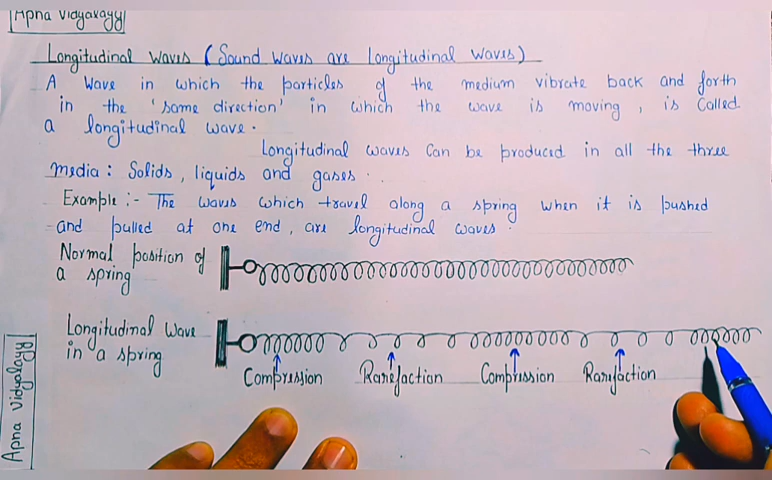 Apna Vidyalayy
Longitudinal Waves (Sound waves are longitudinal waves)
A wave in which the particles of the medium vibrate back and forth
in the 'same direction' in which the wave is moving, is called
a longitudinal wave.
Longitudinal waves can be produced in all the three
media: Solids, liquids and gases.
Example:- The waves which travel along a spring when it is pushed
and pulled at one end, are longitudinal waves.
Normal position of
a spring
Longitudinal Wave
in a spring
Compression Rarefaction Compression Rarefaction
Apna Vidyalayy